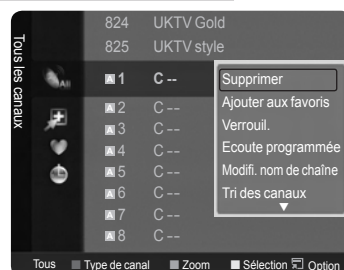 Tous les canaux
824 UKTV Gold
825 UKTV style
All
A 1 C --
A 2 C --
A 3 C --
A 4 C --
A 5 C --
A 6 C --
A 7 C --
A 8 C --
Supprimer
Ajouter aux favoris
Verrouil.
Ecoute programmée
Modifi. nom de chaîne
Tri des canaux
Tous Type de canal Zoom Sélection Option